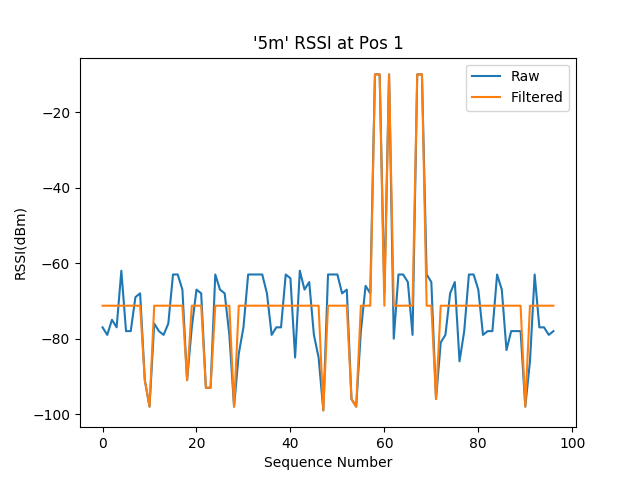 '5m' RSSI at Pos 1
Raw
Filtered
RSSI(dBm)
−20
−40
−60
−80
−100
0 20 40 60 80 100
Sequence Number